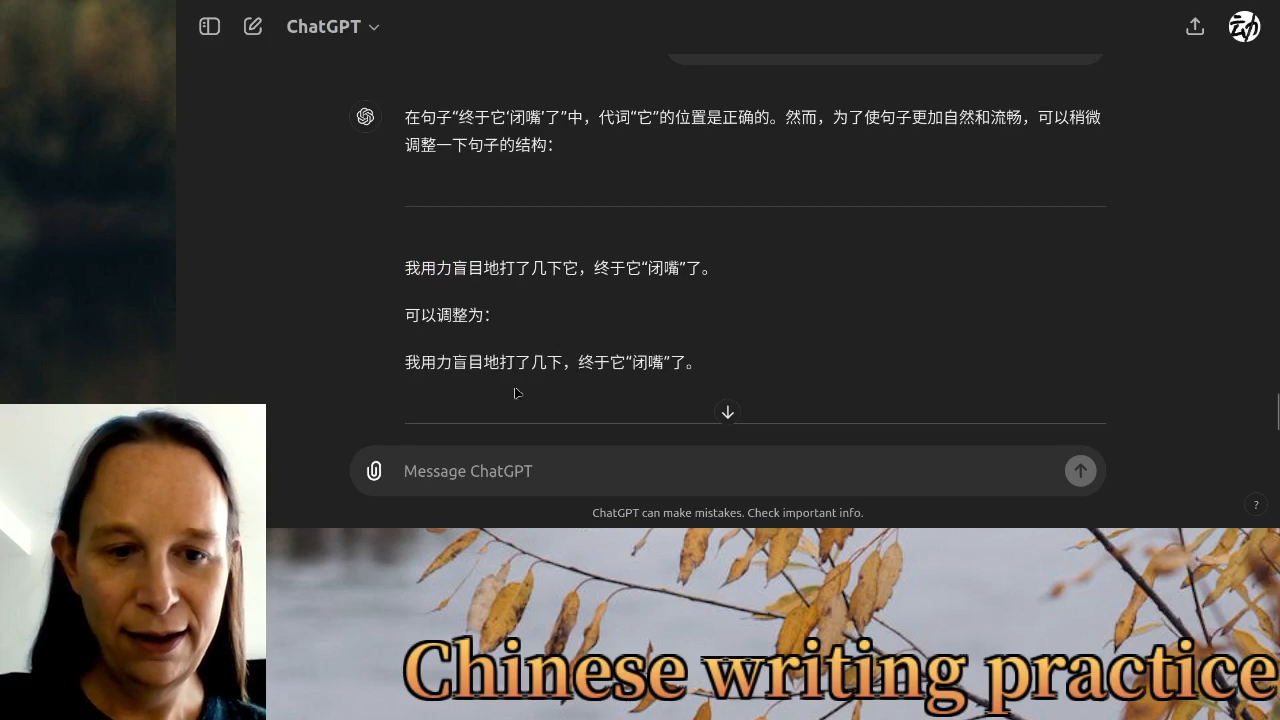 ChatGPT
动
在句子“终于它‘闭嘴’了”中，代词“它”的位置是正确的。然而，为了使句子更加自然和流畅，可以稍微
调整一下句子的结构：
我用力盲目地打了几下它，终于它“闭嘴”了。
可以调整为：
我用力盲目地打了几下，终于它“闭嘴”了。
Message ChatGPT
ChatGPT can make mistakes. Check important info.
?
Chinese writing practice